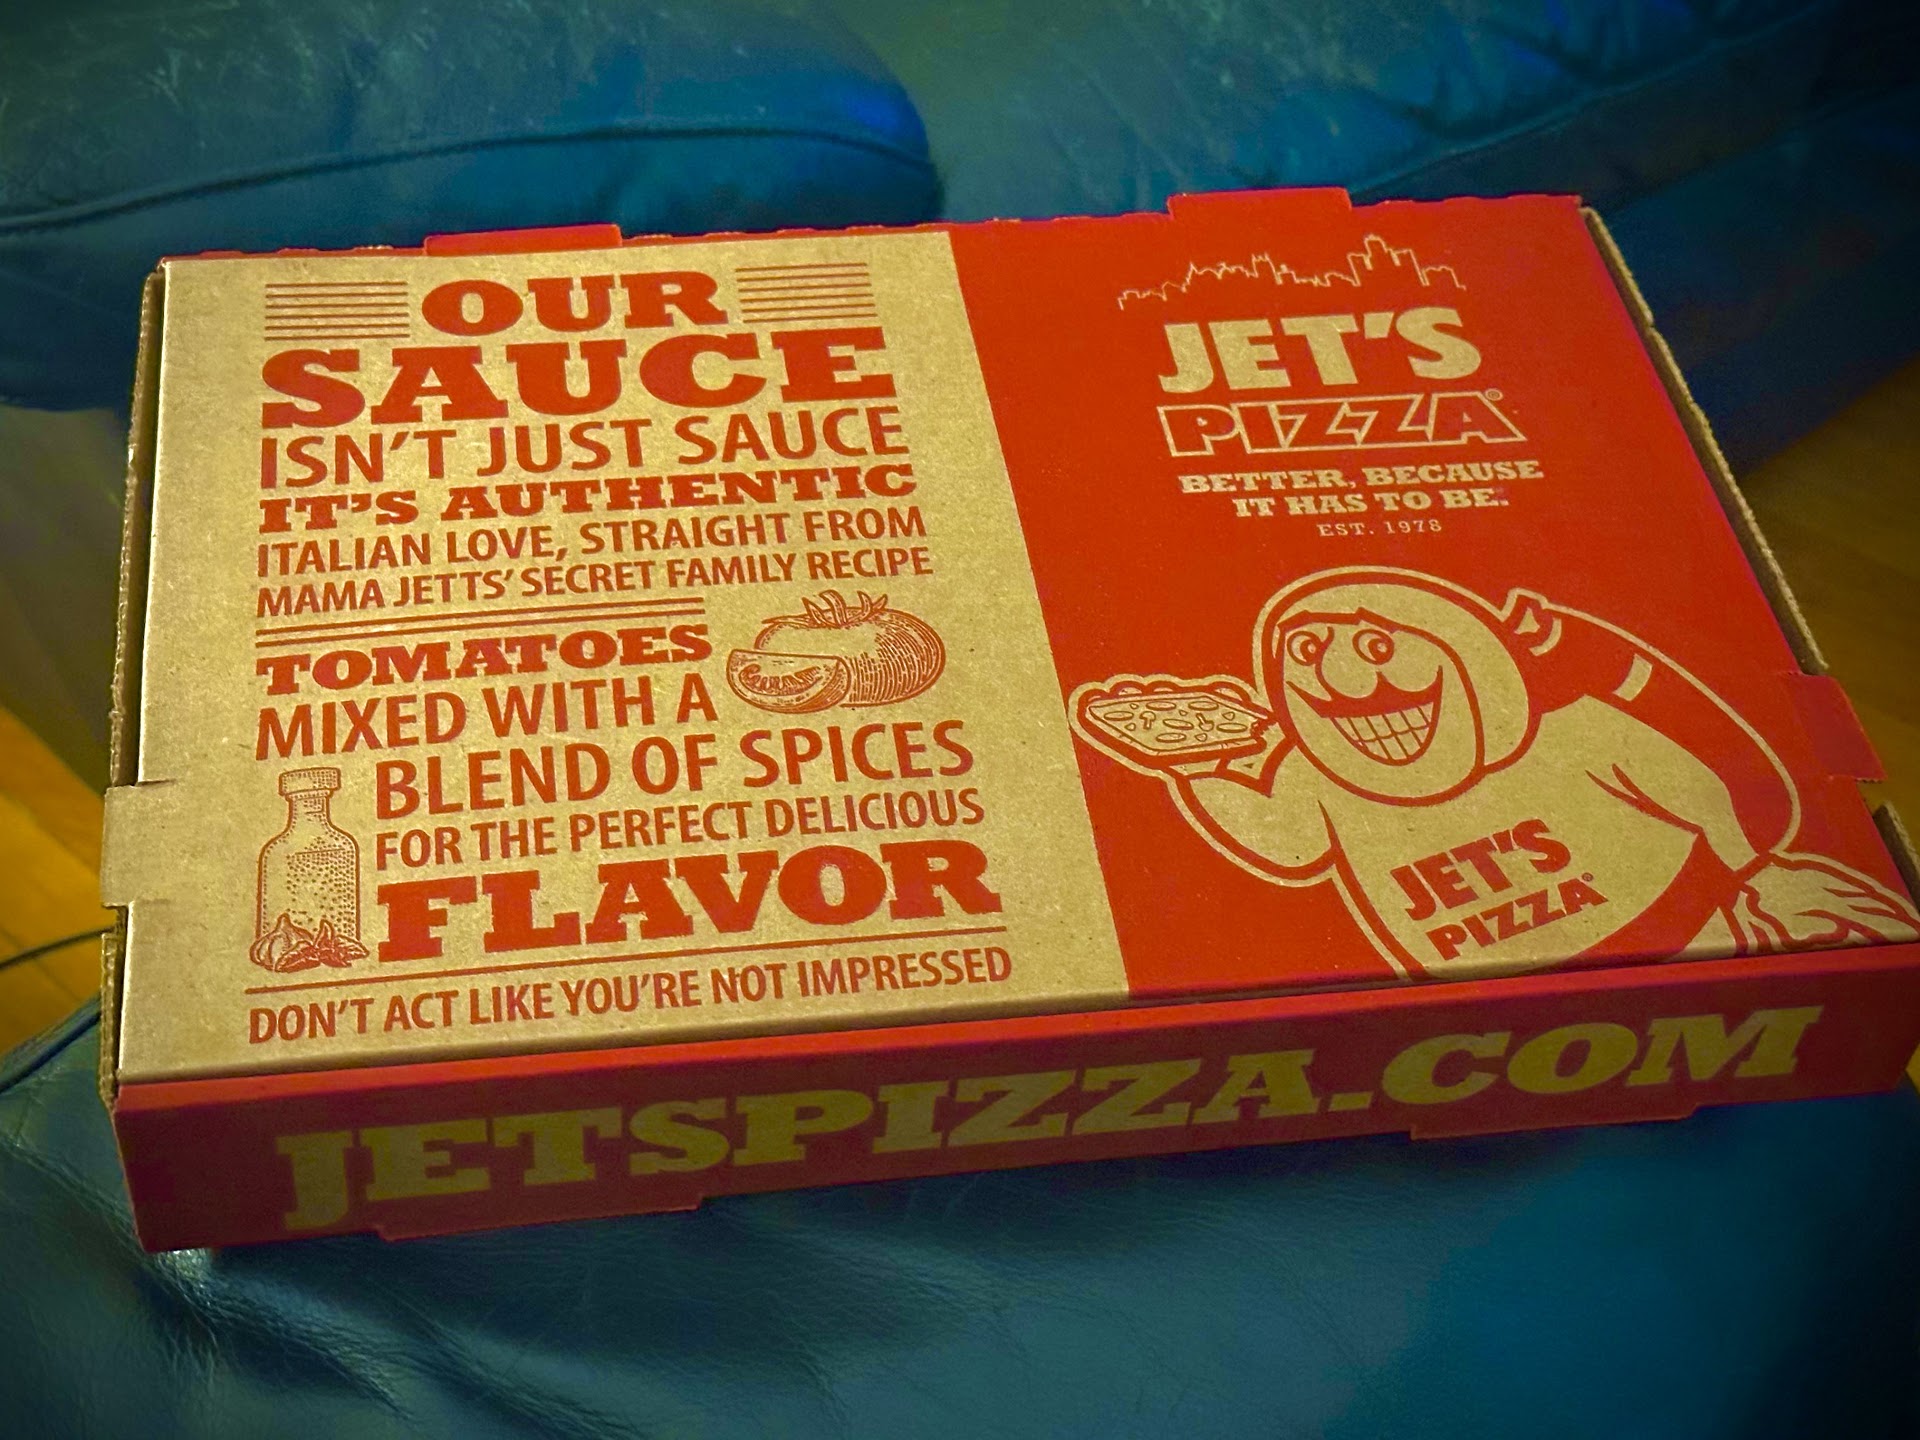 OUR
SAUCE
ISN'T JUST SAUCE
IT'S AUTHENTIC
ITALIAN LOVE, STRAIGHT FROM
MAMA JETTS' SECRET FAMILY RECIPE
TOMATOES
MIXED WITH A
BLEND OF SPICES
FOR THE PERFECT DELICIOUS
FLAVOR
DON'T ACT LIKE YOU'RE NOT IMPRESSED
JET'S
PIZZA®
BETTER, BECAUSE
IT HAS TO BE.
EST. 1978
JET'S
PIZZA®
JETSPIZZA.COM